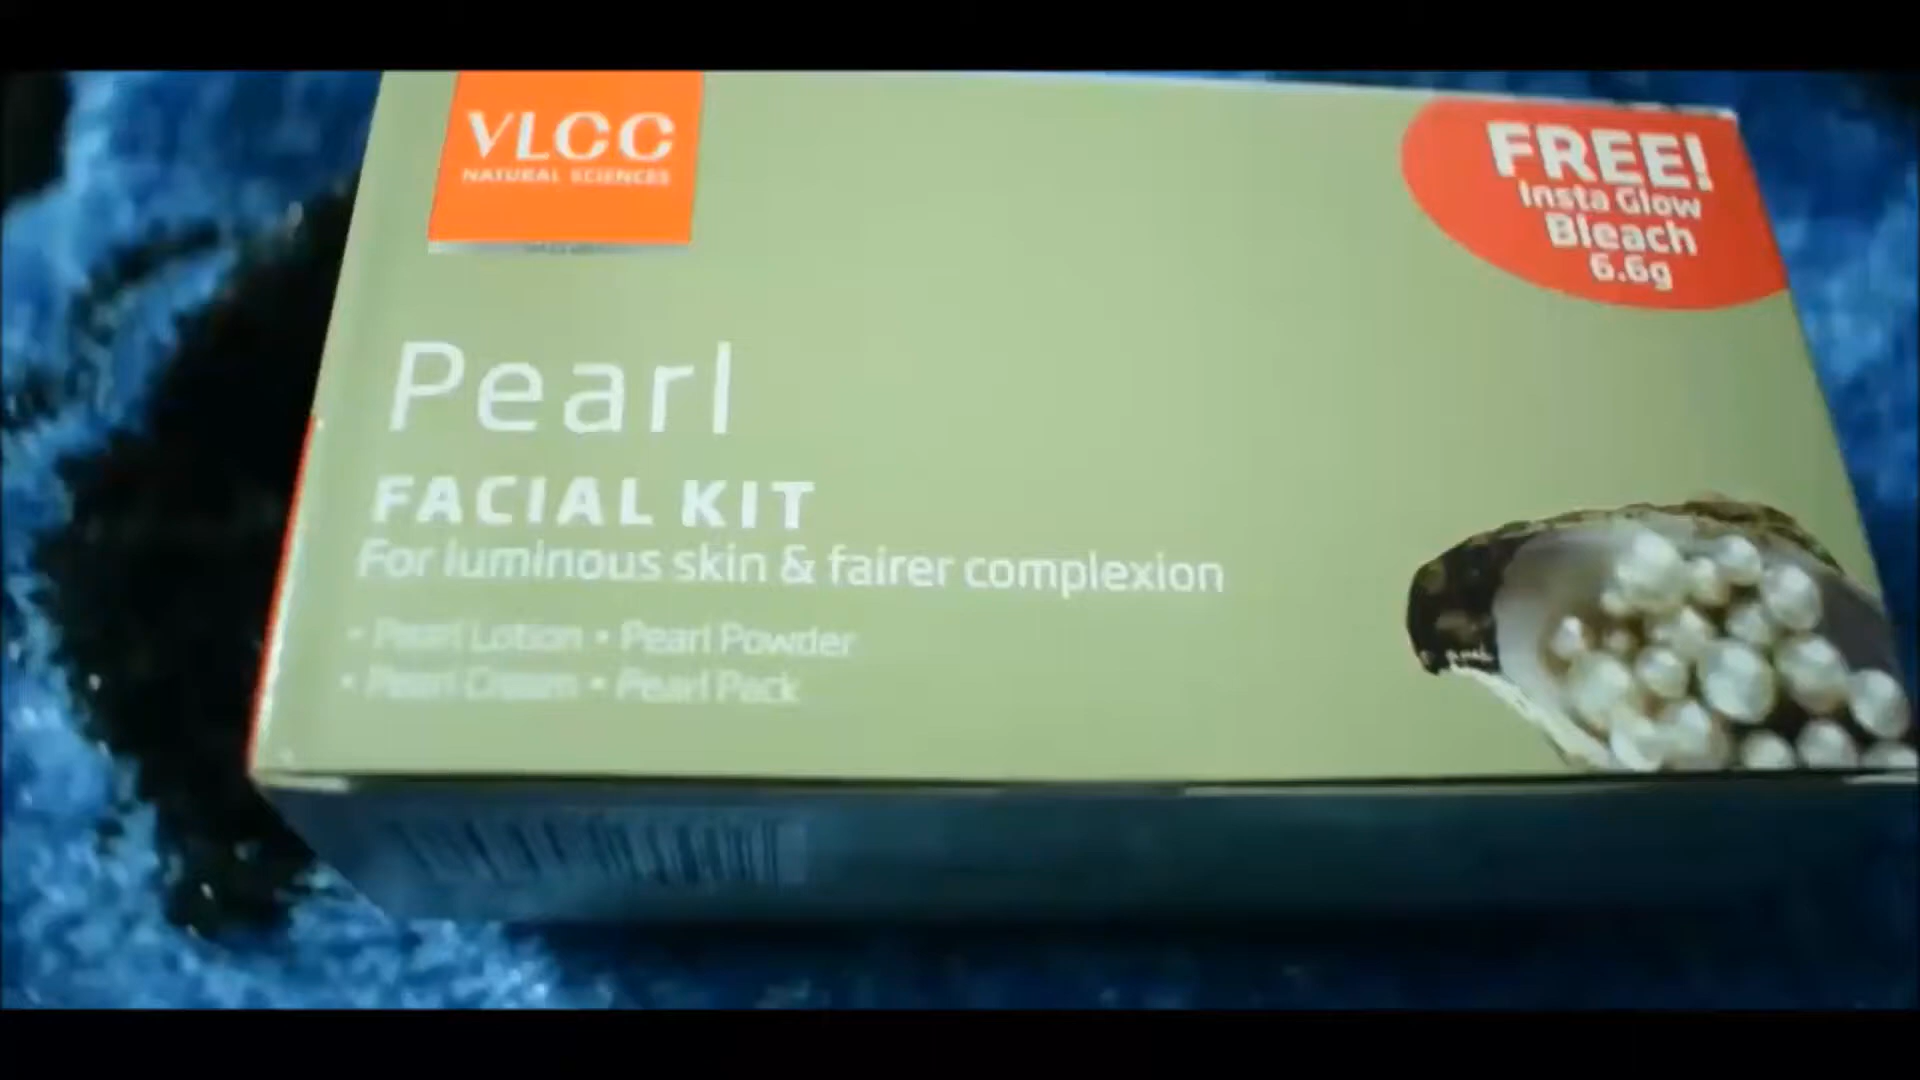 VLCC
NATURAL SCIENCES
FREE!
Insta Glow
Bleach
6.6g
Pearl
FACIAL KIT
For luminous skin & fairer complexion
• Pearl Lotion • Pearl Powder
• Pearl Cream • Pearl Pack